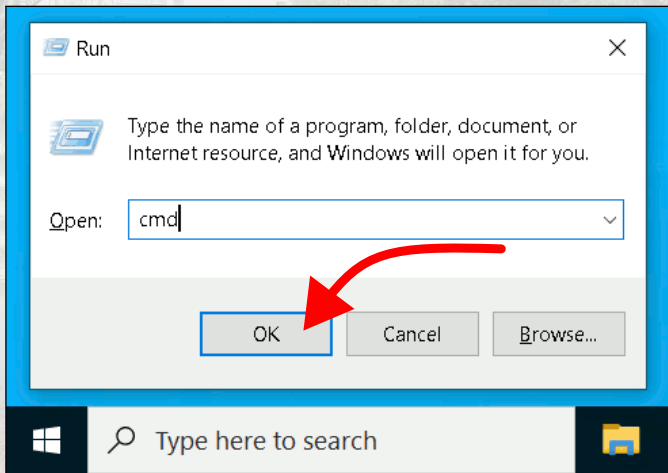 Run
Type the name of a program, folder, document, or
Internet resource, and Windows will open it for you.
Open: cmd
OK Cancel Browse...
Type here to search